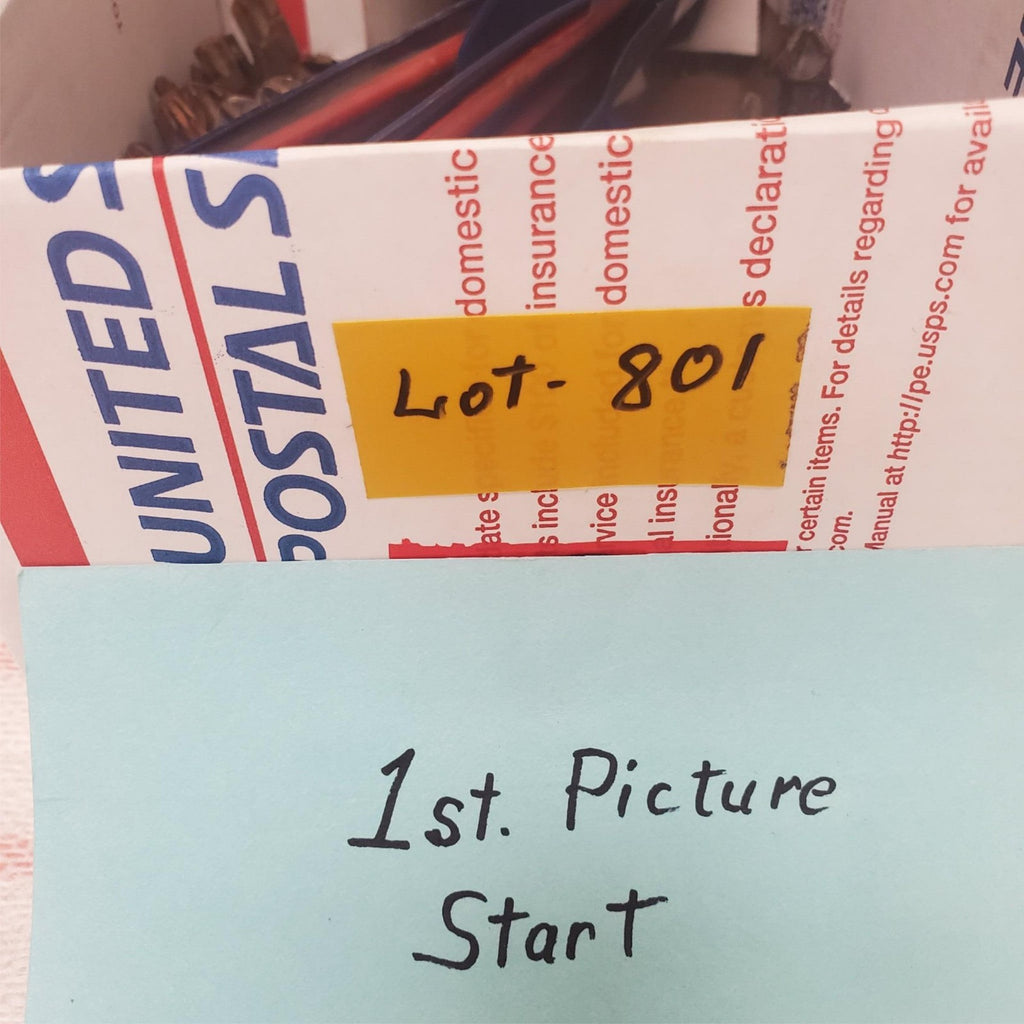 UNITED S
POSTAL S
domestic
insurance
domestic
s declarati
certain items. For details regarding
Manual at http://pe.usps.com for avail
com.
Lot- 801
1st. Picture
Start